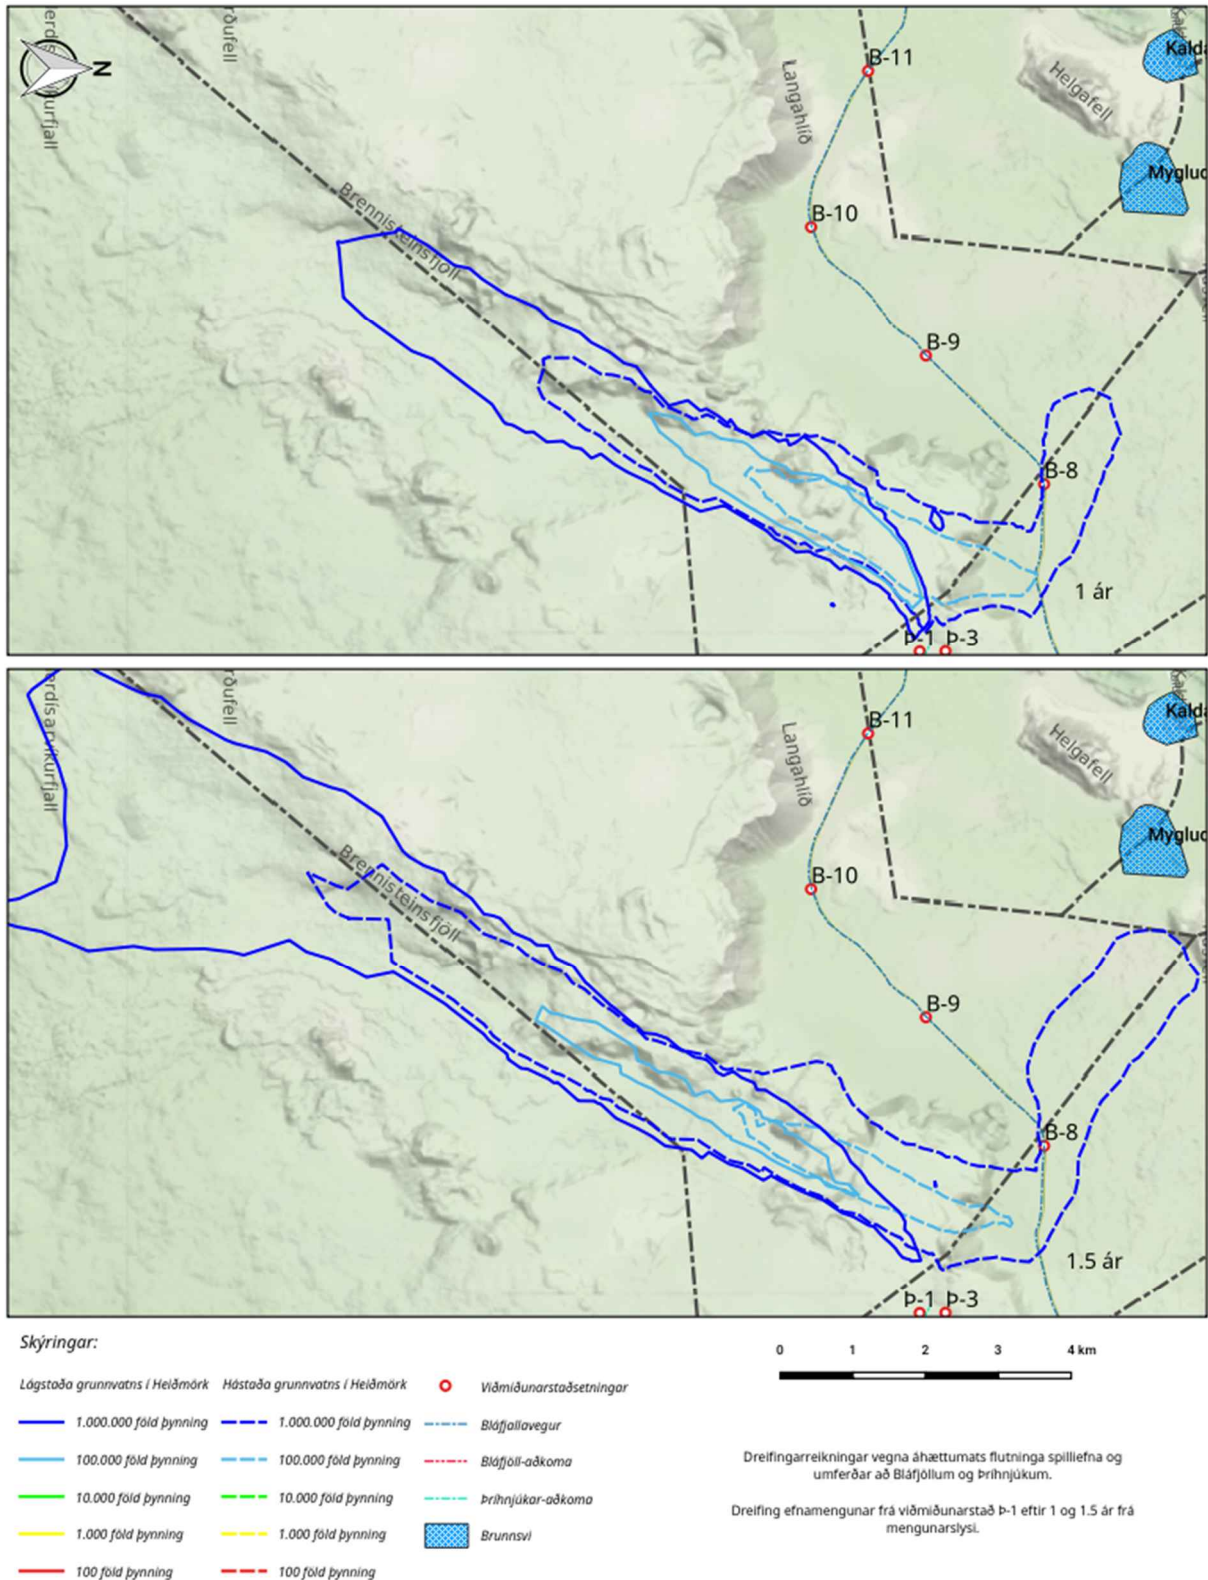 N
rðufell
Brennisteinsfjöll
Langahlíð
B-11
Helgafell
Kalda
Mygluc
B-10
B-9
B-8
1 ár
Þ-1
Þ-3
erdísarvíkurfjall
rðufell
Brennisteinsfjöll
Langahlíð
B-11
Helgafell
Kalda
Mygluc
B-10
B-9
B-8
1.5 ár
Þ-1
Þ-3
Skýringar:
Lágstaða grunnvatns í Heiðmörk
1.000.000 föld þynning
100.000 föld þynning
10.000 föld þynning
1.000 föld þynning
100 föld þynning
Hástaða grunnvatns í Heiðmörk
1.000.000 föld þynning
100.000 föld þynning
10.000 föld þynning
1.000 föld þynning
100 föld þynning
Viðmiðunarstaðsetningar
Bláfjallavegur
Bláfjöll-aðkoma
Þríhnjúkar-aðkoma
Brunnsvi
0 1 2 3 4 km
Dreifingarreikningar vegna áhættumats flutninga spilliefna og
umferðar að Bláfjöllum og Þríhnjúkum.
Dreifing efnamengunar frá viðmiðunarstað Þ-1 eftir 1 og 1.5 ár frá
mengunarslysi.